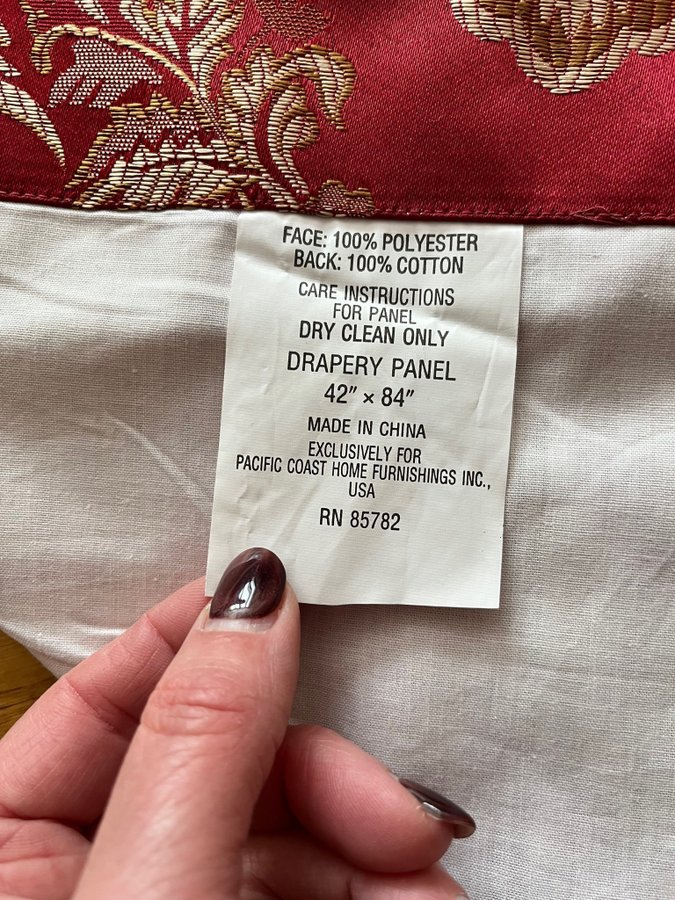 FACE: 100% POLYESTER
BACK: 100% COTTON
CARE INSTRUCTIONS
FOR PANEL
DRY CLEAN ONLY
DRAPERY PANEL
42" × 84"
MADE IN CHINA
EXCLUSIVELY FOR
PACIFIC COAST HOME FURNISHINGS INC.,
USA
RN 85782